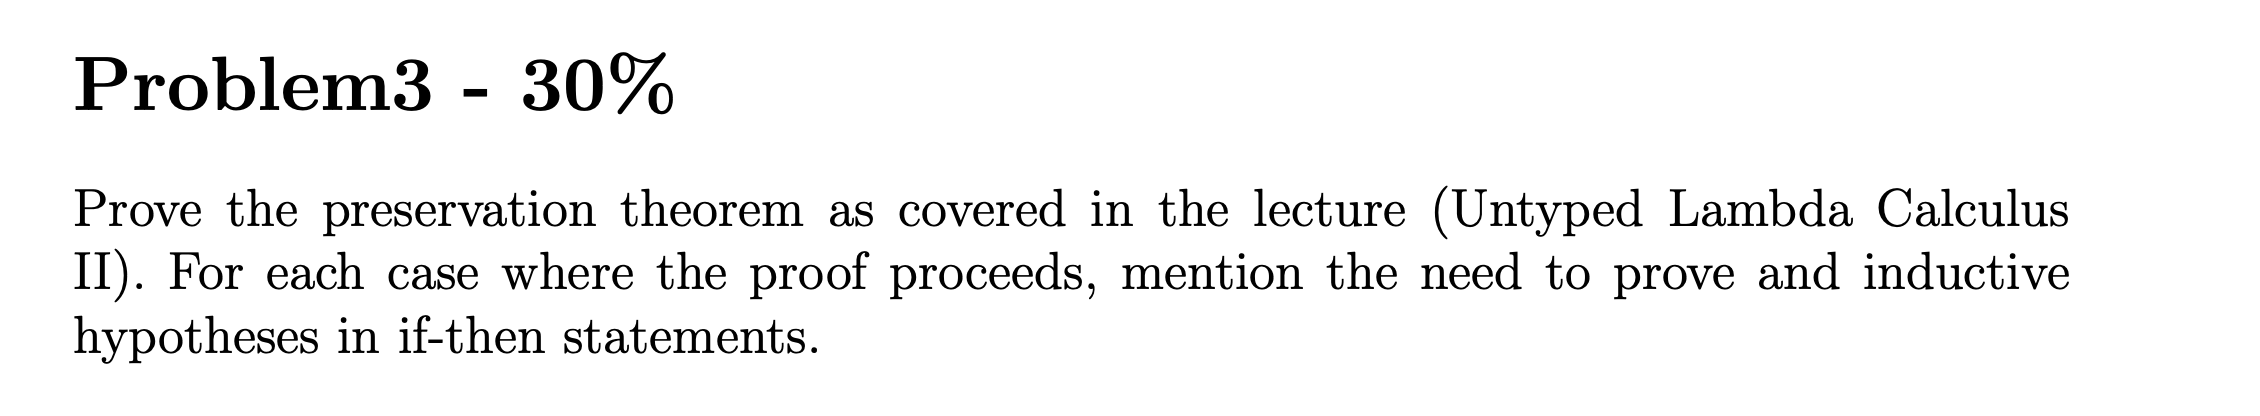 Problem3 - 30%
Prove the preservation theorem as covered in the lecture (Untyped Lambda Calculus
II). For each case where the proof proceeds, mention the need to prove and inductive
hypotheses in if-then statements.